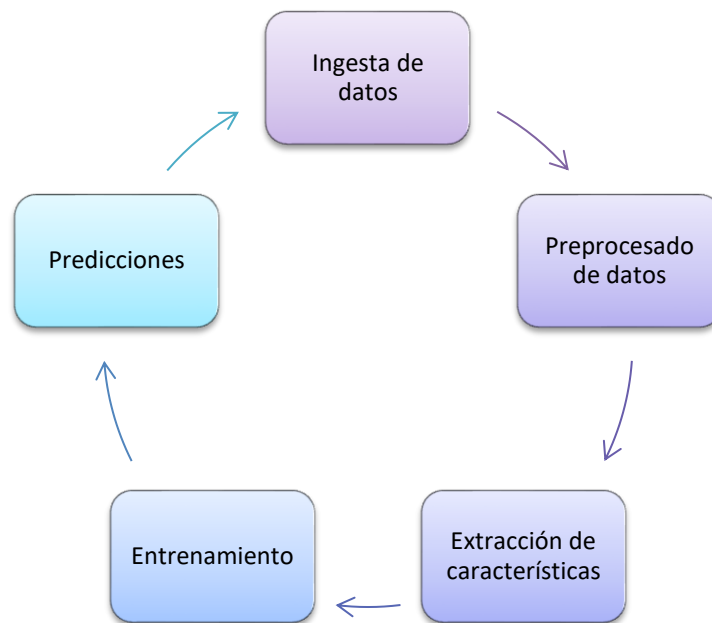 Ingesta de
datos
Preprocesado
de datos
Extracción de
características
Entrenamiento
Predicciones